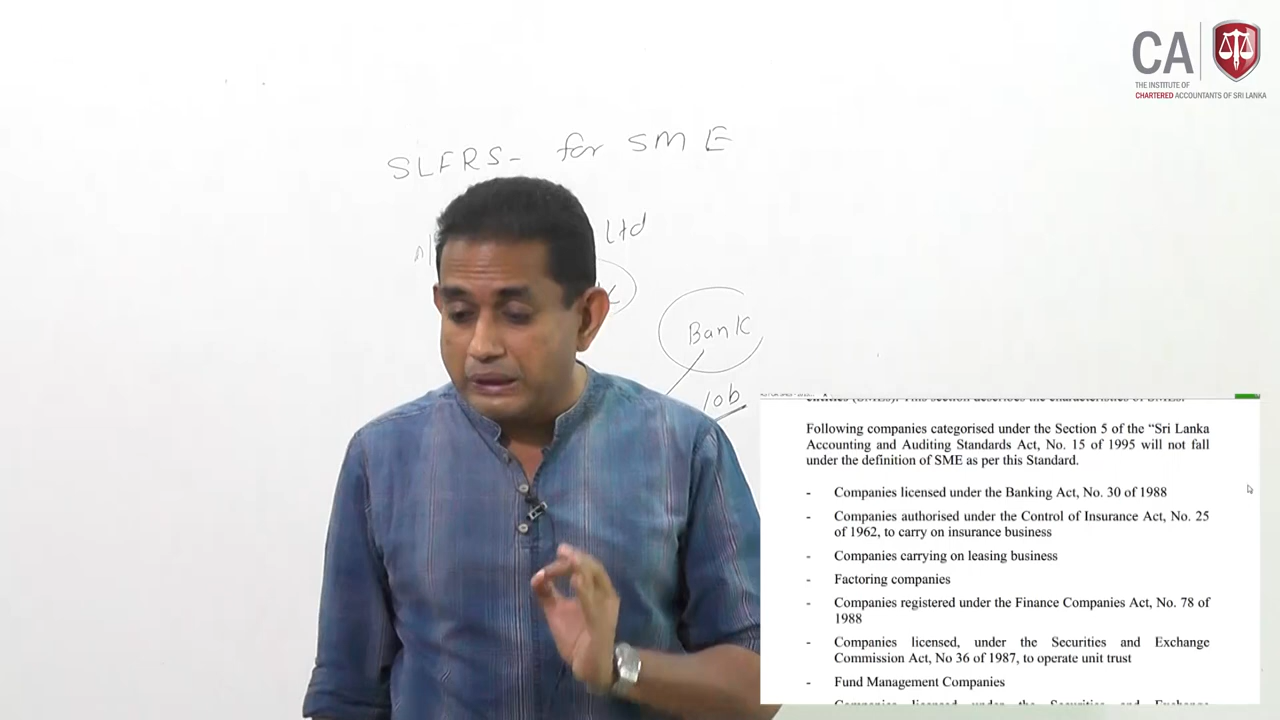 CA
THE INSTITUTE OF
CHARTERED ACCOUNTANTS OF SRI LANKA
SLFRS- for SME
Ltd
Bank
10b
Following companies categorised under the Section 5 of the “Sri Lanka
Accounting and Auditing Standards Act, No. 15 of 1995 will not fall
under the definition of SME as per this Standard.
- Companies licensed under the Banking Act, No. 30 of 1988
- Companies authorised under the Control of Insurance Act, No. 25
of 1962, to carry on insurance business
- Companies carrying on leasing business
- Factoring companies
- Companies registered under the Finance Companies Act, No. 78 of
1988
- Companies licensed, under the Securities and Exchange
Commission Act, No 36 of 1987, to operate unit trust
- Fund Management Companies